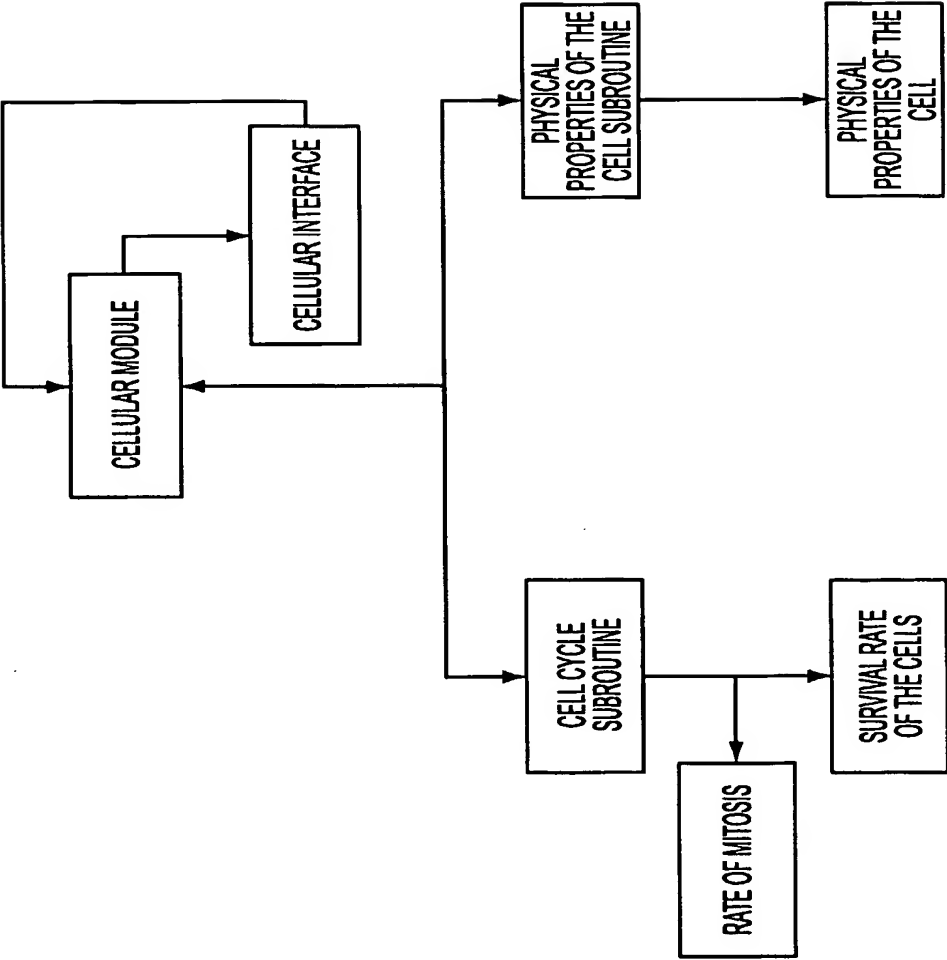 CELLULAR MODULE
CELLULAR INTERFACE
PHYSICAL
PROPERTIES OF THE
CELL SUBROUTINE
PHYSICAL
PROPERTIES OF THE
CELL
CELL CYCLE
SUBROUTINE
RATE OF MITOSIS
SURVIVAL RATE
OF THE CELLS